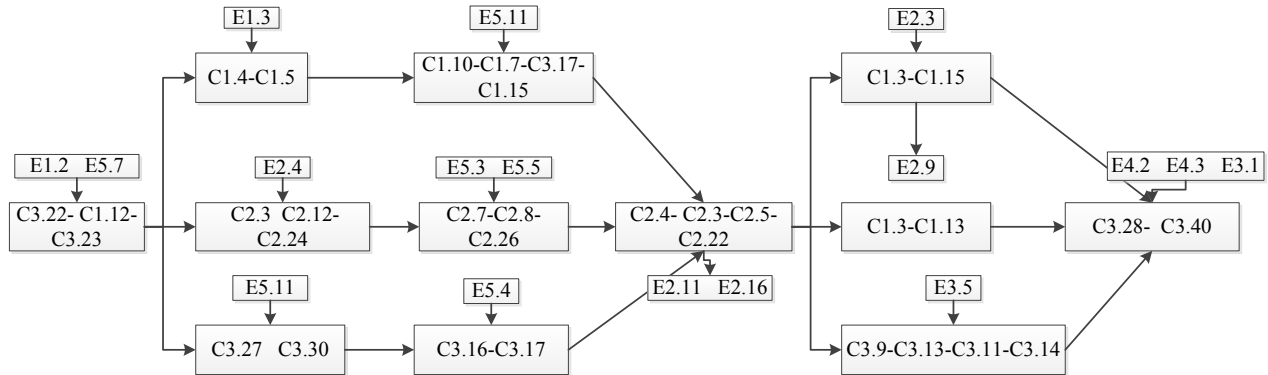 E1.3
E5.11
E2.3
C1.4-C1.5
C1.10-C1.7-C3.17-
C1.15
C1.3-C1.15
E1.2 E5.7
E2.4
E5.3 E5.5
E2.9
E4.2 E4.3 E3.1
C3.22- C1.12-
C3.23
C2.3 C2.12-
C2.24
C2.7-C2.8-
C2.26
C2.4- C2.3-C2.5-
C2.22
C1.3-C1.13
C3.28- C3.40
E5.11
E5.4
E2.11 E2.16
E3.5
C3.27 C3.30
C3.16-C3.17
C3.9-C3.13-C3.11-C3.14